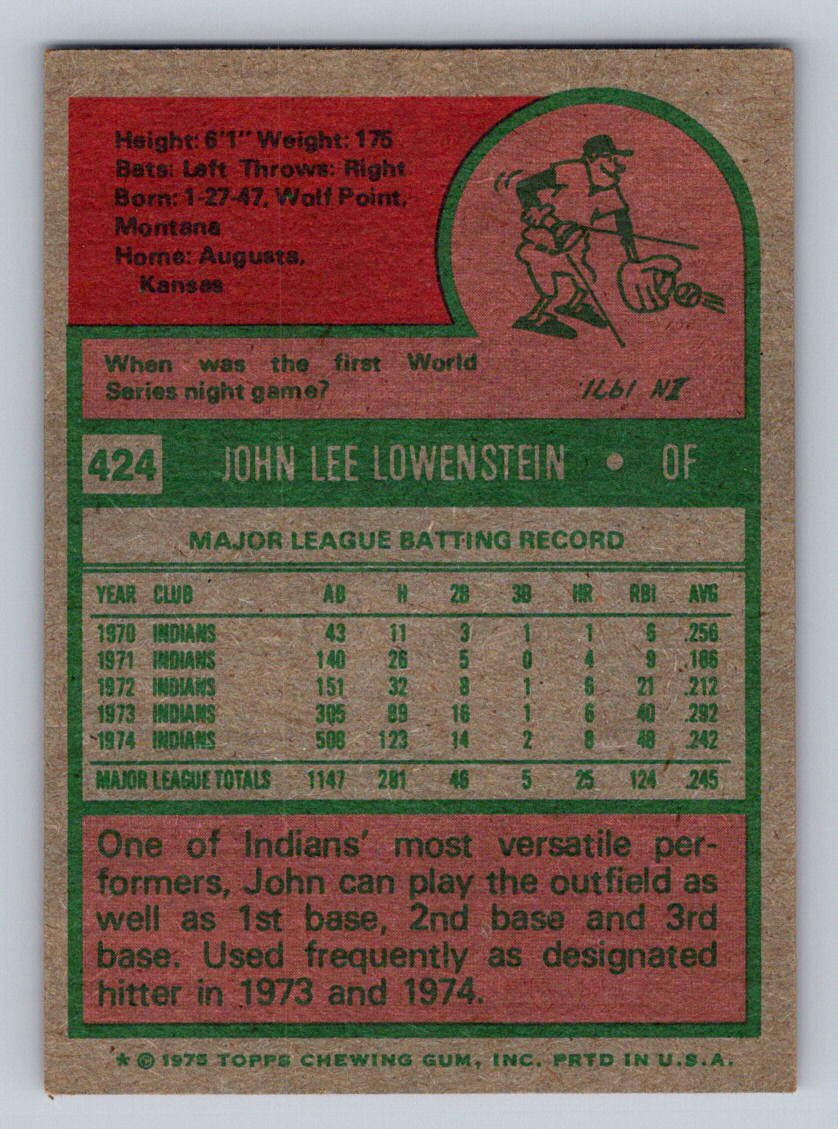 Height: 6'1" Weight: 175
Bats: Left Throws: Right
Born: 1-27-47, Wolf Point,
Montana
Home: Augusta,
Kansas
When was the first World
Series night game?
IN 1971.
424 JOHN LEE LOWENSTEIN • OF
MAJOR LEAGUE BATTING RECORD
YEAR CLUB AB H 2B 3B HR RBI AVG
1970 INDIANS 43 11 3 1 1 6 .256
1971 INDIANS 140 26 5 0 4 9 .186
1972 INDIANS 151 32 8 1 6 21 .212
1973 INDIANS 305 89 16 1 6 40 .292
1974 INDIANS 508 123 14 2 8 48 .242
MAJOR LEAGUE TOTALS 1147 281 46 5 25 124 .245
One of Indians' most versatile per-
formers, John can play the outfield as
well as 1st base, 2nd base and 3rd
base. Used frequently as designated
hitter in 1973 and 1974.
* © 1975 TOPPS CHEWING GUM, INC. PRTD IN U.S.A.